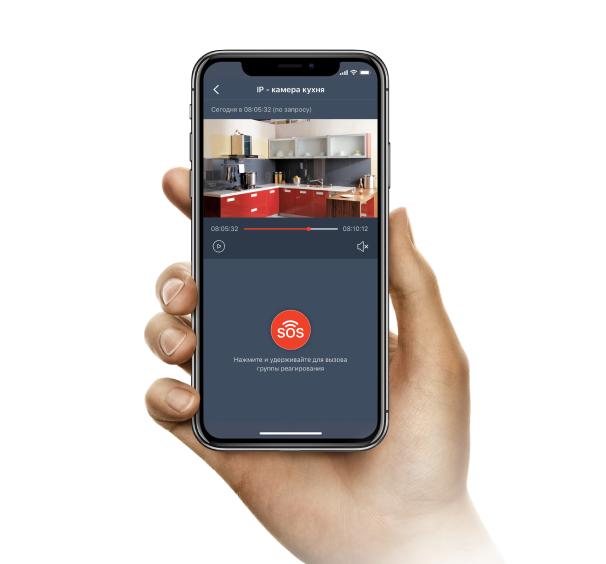 IP - камера кухня
Сегодня в 08:05:32 (по запросу)
08:05:32 08:10:12
SOS
Нажмите и удерживайте для вызова
группы реагирования